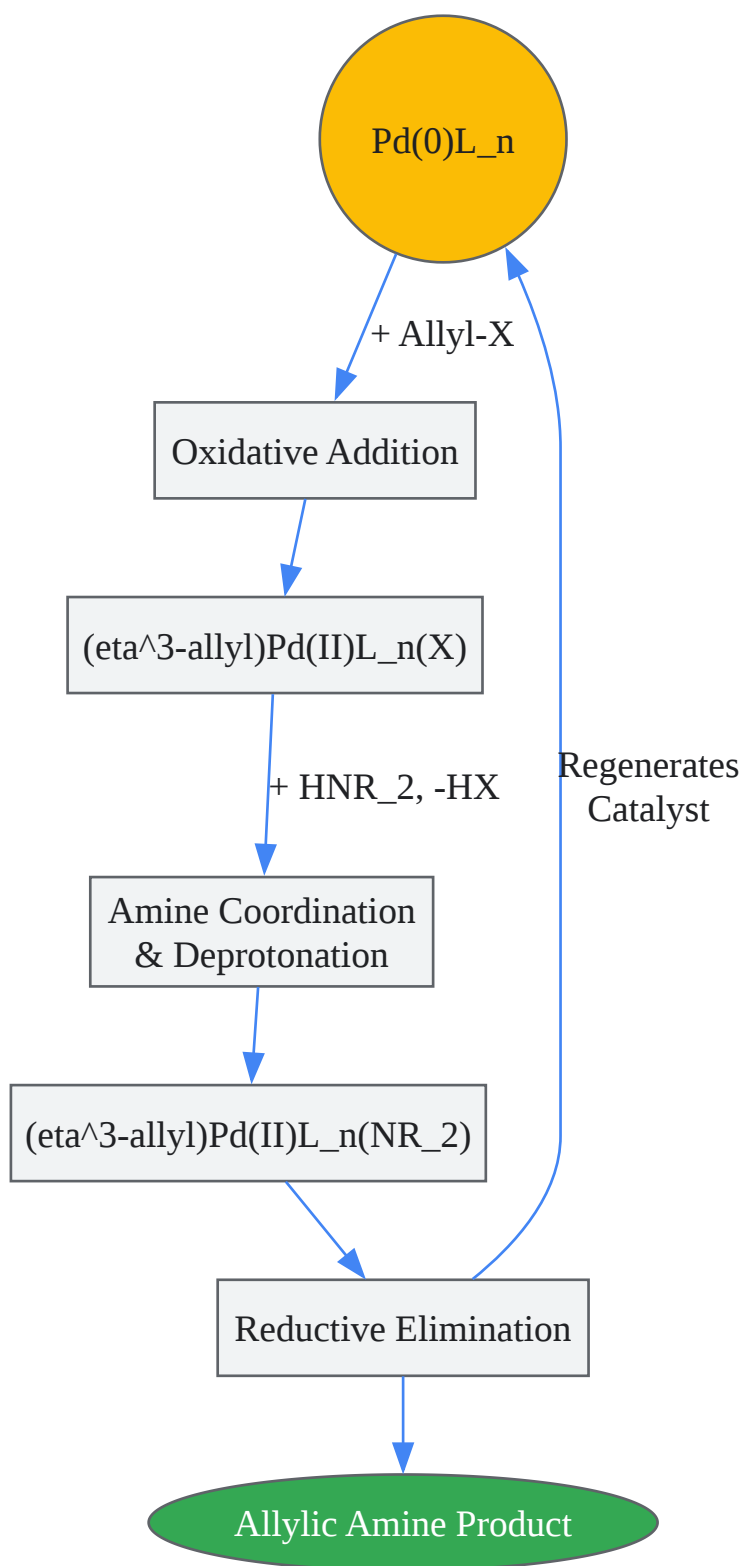 Pd(0)L_n
+ Allyl-X
Oxidative Addition
(eta^3-allyl)Pd(II)L_n(X)
+ HNR_2, -HX
Regenerates
Catalyst
Amine Coordination
& Deprotonation
(eta^3-allyl)Pd(II)L_n(NR_2)
Reductive Elimination
Allylic Amine Product